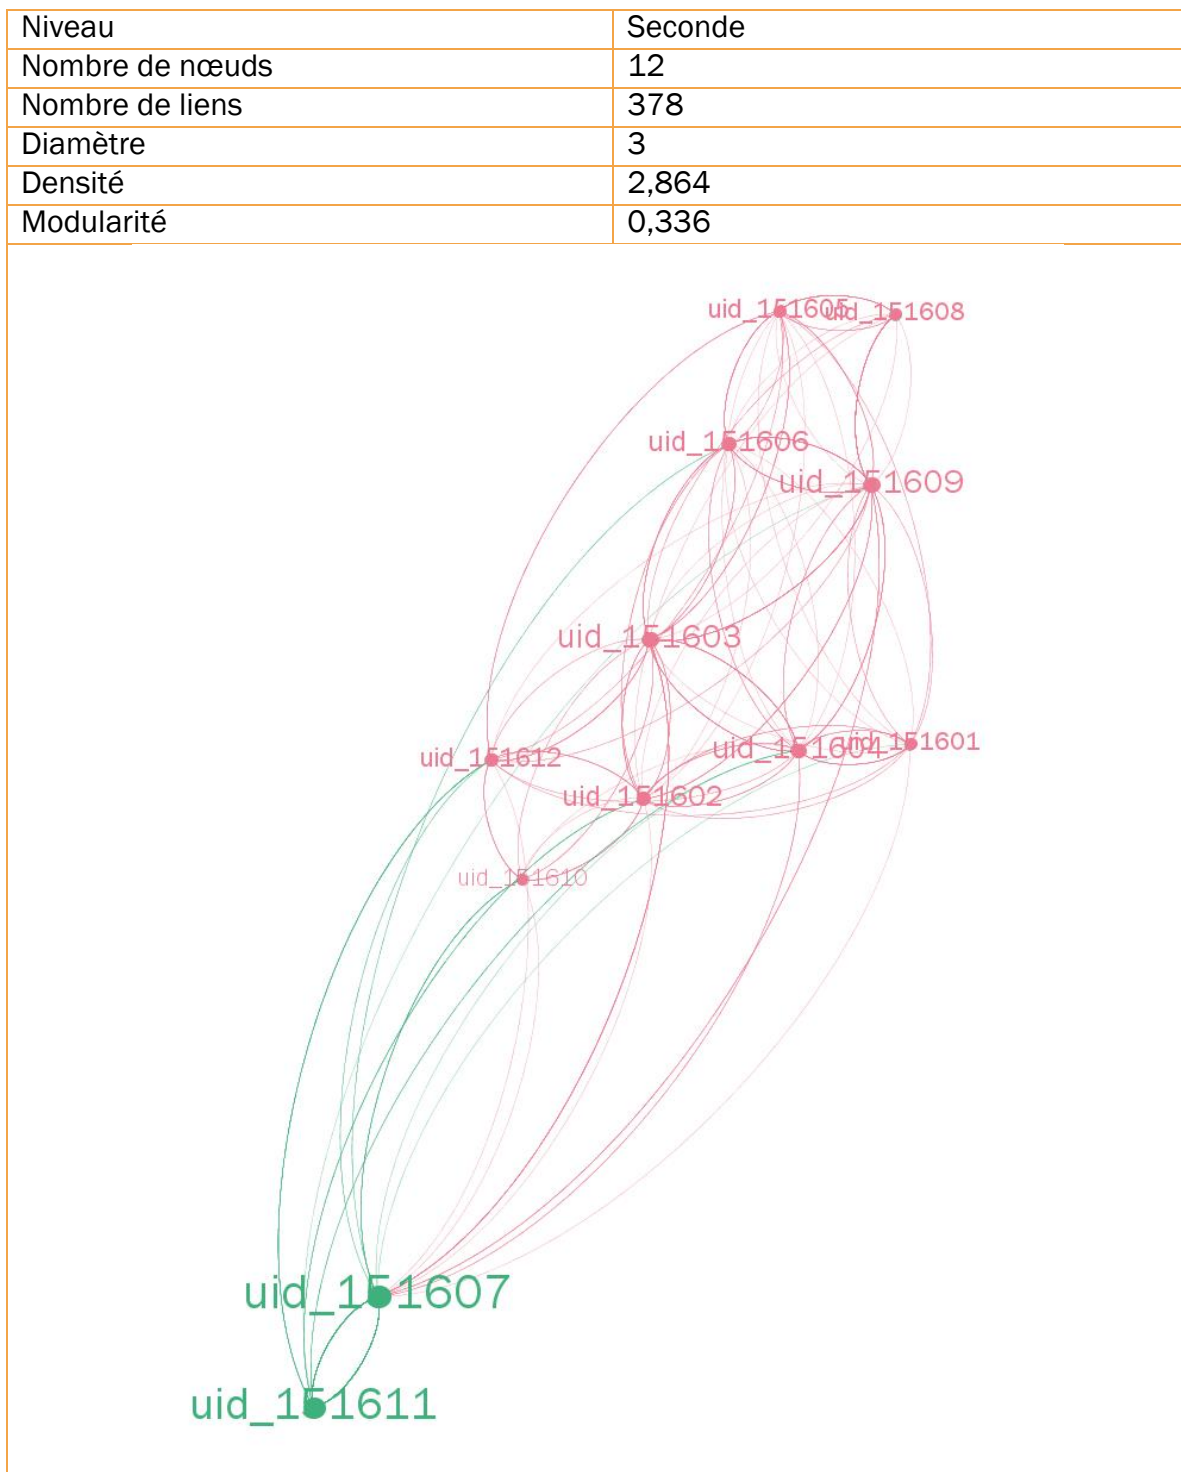 Niveau Seconde
Nombre de nœuds 12
Nombre de liens 378
Diamètre 3
Densité 2,864
Modularité 0,336
uid_151605 uid_151608
uid_151606
uid_151609
uid_151603
uid_151612 uid_151604 uid_151601
uid_151602
uid_151610
uid_151607
uid_151611